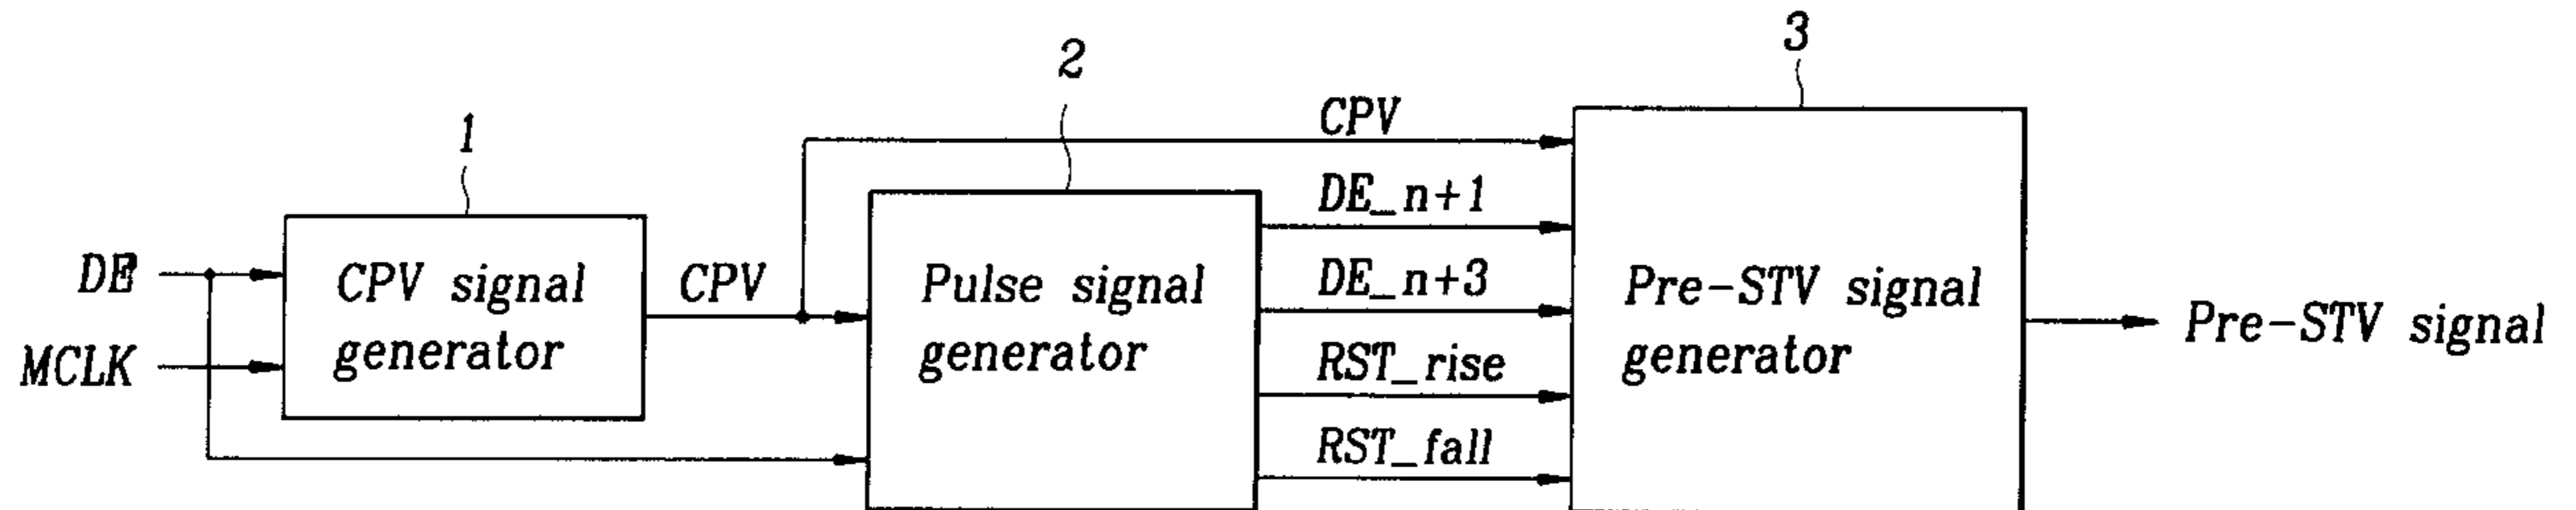 1
2
3
DE
MCLK
CPV signal
generator
CPV
Pulse signal
generator
CPV
DE_n+1
DE_n+3
RST_rise
RST_fall
Pre-STV signal
generator
Pre-STV signal